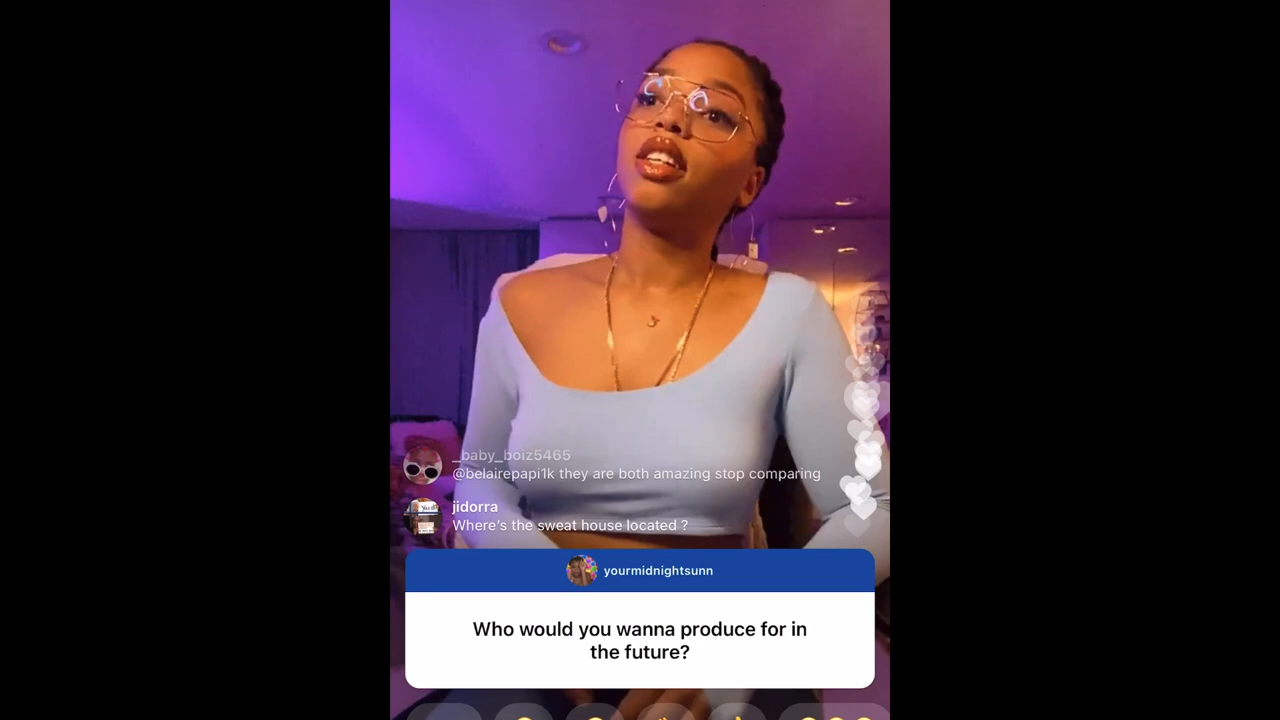 _baby_boiz5465
@belairepapi1k they are both amazing stop comparing
jidorra
Where's the sweat house located ?
yourmidnightsunn
Who would you wanna produce for in
the future?